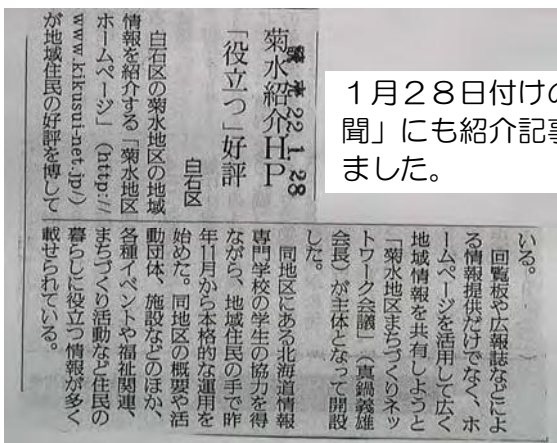 菊水紹介HP
「役立つ」好評
白石区
22.1.28
白石区の菊水地区の地域
情報を紹介する「菊水地区
ホームページ」(http://
www.kikusui-net.jp/)
が地域住民の好評を博して
いる。
回覧板や広報誌などによ
る情報提供だけでなく、ホ
ームページを活用して広く
地域情報を共有しようと
「菊水地区まちづくりネッ
トワーク会議」(真鍋義雄
会長)が主体となって開設
した。
同地区にある北海道情報
専門学校の学生の協力を得
ながら、地域住民の手で昨
年11月から本格的な運用を
始めた。同地区の概要や活
動団体、施設などのほか、
各種イベントや福祉関連、
まちづくり活動など住民の
暮らしに役立つ情報が多く
載せられている。
１月２８日付けの
聞」にも紹介記事
ました。